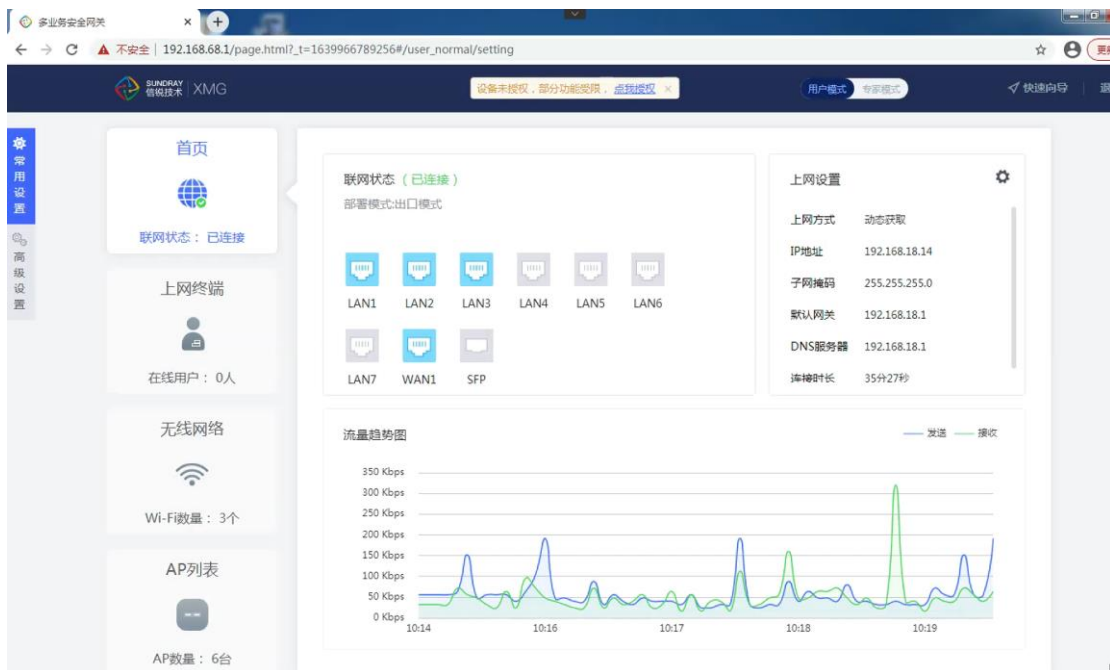 多业务安全网关
不安全 | 192.168.68.1/page.html?_t=1639966789256#/user_normal/setting
SUNDRAY
信锐技术 XMG
设备未授权，部分功能受限，点我授权 ×
用户模式 专家模式
快速向导
常用设置
高级设置
首页
联网状态： 已连接
上网终端
在线用户： 0人
无线网络
Wi-Fi数量： 3个
AP列表
AP数量： 6台
联网状态（已连接）
部署模式:出口模式
LAN1 LAN2 LAN3 LAN4 LAN5 LAN6
LAN7 WAN1 SFP
上网设置
上网方式 动态获取
IP地址 192.168.18.14
子网掩码 255.255.255.0
默认网关 192.168.18.1
DNS服务器 192.168.18.1
连接时长 35分27秒
流量趋势图
发送 接收
350 Kbps
300 Kbps
250 Kbps
200 Kbps
150 Kbps
100 Kbps
50 Kbps
0 Kbps
10:14 10:16 10:17 10:18 10:19